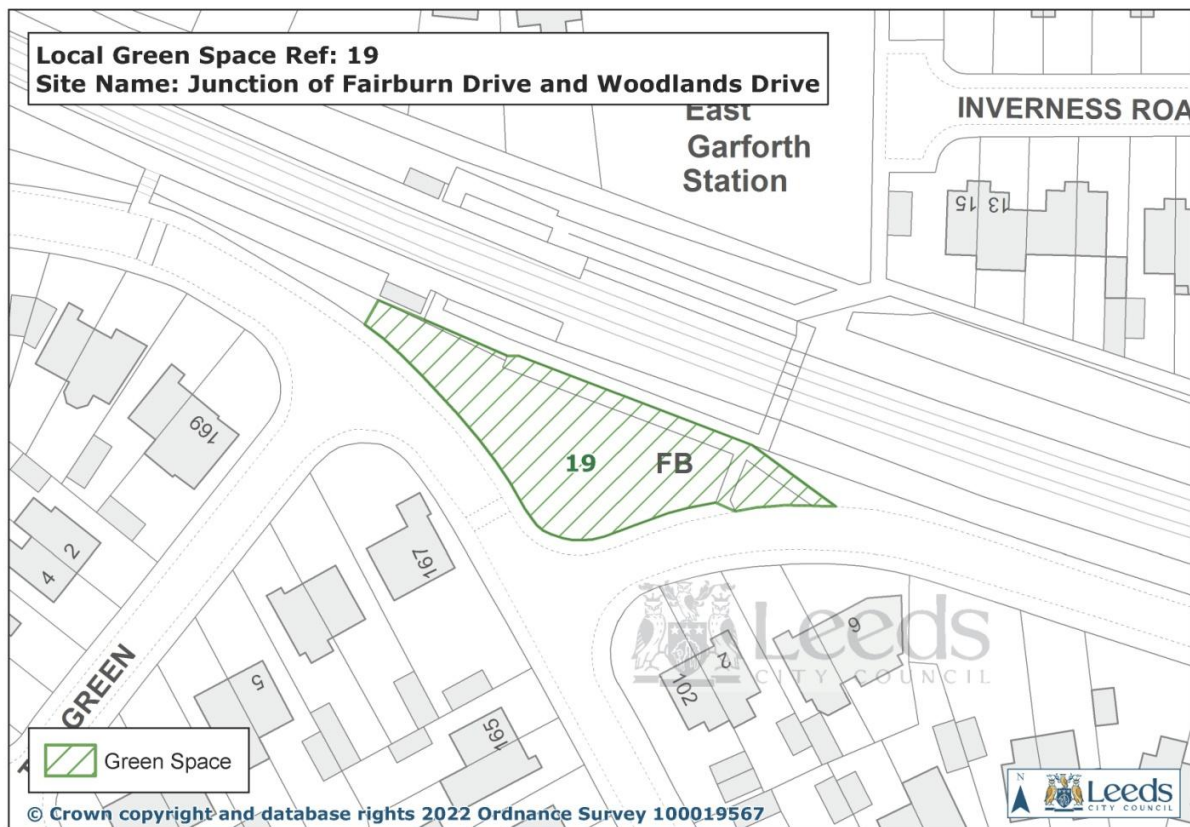 Local Green Space Ref: 19
Site Name: Junction of Fairburn Drive and Woodlands Drive
East
Garforth
Station
INVERNESS ROA
15
13
169
19
FB
167
2
4
GREEN
5
165
102
2
9
Leeds
CITY COUNCIL
Green Space
N
Leeds
CITY COUNCIL
© Crown copyright and database rights 2022 Ordnance Survey 100019567